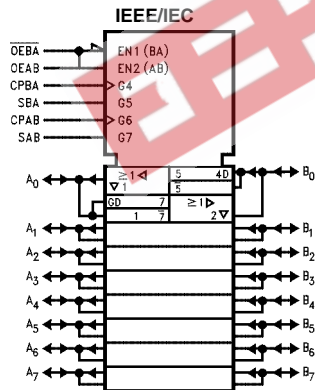 IEEE/IEC
OEBA EN1 (BA)
OEAB EN2 (AB)
CPBA G4
SBA G5
CPAB G6
SAB G7
A0 ≥1 ◁ 5 4D B0
▽1 5
GD 7 ≥1 ▷
1 7 2▽
A1 B1
A2 B2
A3 B3
A4 B4
A5 B5
A6 B6
A7 B7